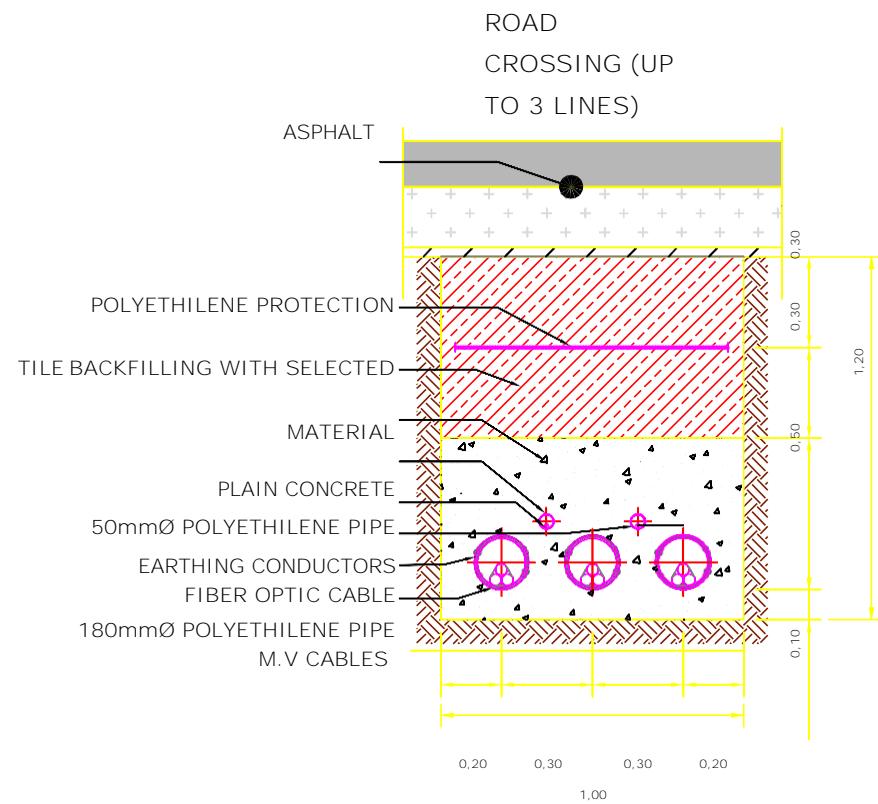 ROAD
CROSSING (UP
TO 3 LINES)
ASPHALT
POLYETHILENE PROTECTION
TILE BACKFILLING WITH SELECTED
MATERIAL
PLAIN CONCRETE
50mmØ POLYETHILENE PIPE
EARTHING CONDUCTORS
FIBER OPTIC CABLE
180mmØ POLYETHILENE PIPE
M.V CABLES
0,30
0,30
1,20
0,50
0,10
0,20 0,30 0,30 0,20
1,00